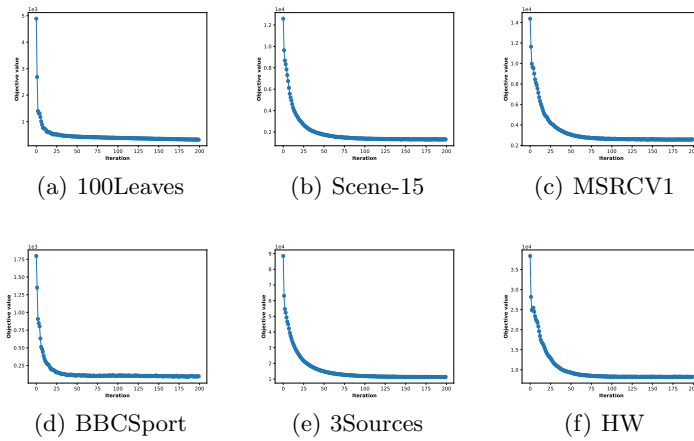 1e3
5
4
3
2
1
Objective value
0 25 50 75 100 125 150 175 200
Iteration
(a) 100Leaves
1e4
1.2
1.0
0.8
0.6
0.4
0.2
Objective value
0 25 50 75 100 125 150 175 200
Iteration
(b) Scene-15
1e4
1.4
1.2
1.0
0.8
0.6
0.4
0.2
Objective value
0 25 50 75 100 125 150 175 200
Iteration
(c) MSRCV1
1e3
1.75
1.50
1.25
1.00
0.75
0.50
0.25
Objective value
0 25 50 75 100 125 150 175 200
Iteration
(d) BBCSport
1e4
9
8
7
6
5
4
3
2
1
Objective value
0 25 50 75 100 125 150 175 200
Iteration
(e) 3Sources
1e4
3.5
3.0
2.5
2.0
1.5
1.0
Objective value
0 25 50 75 100 125 150 175 200
Iteration
(f) HW